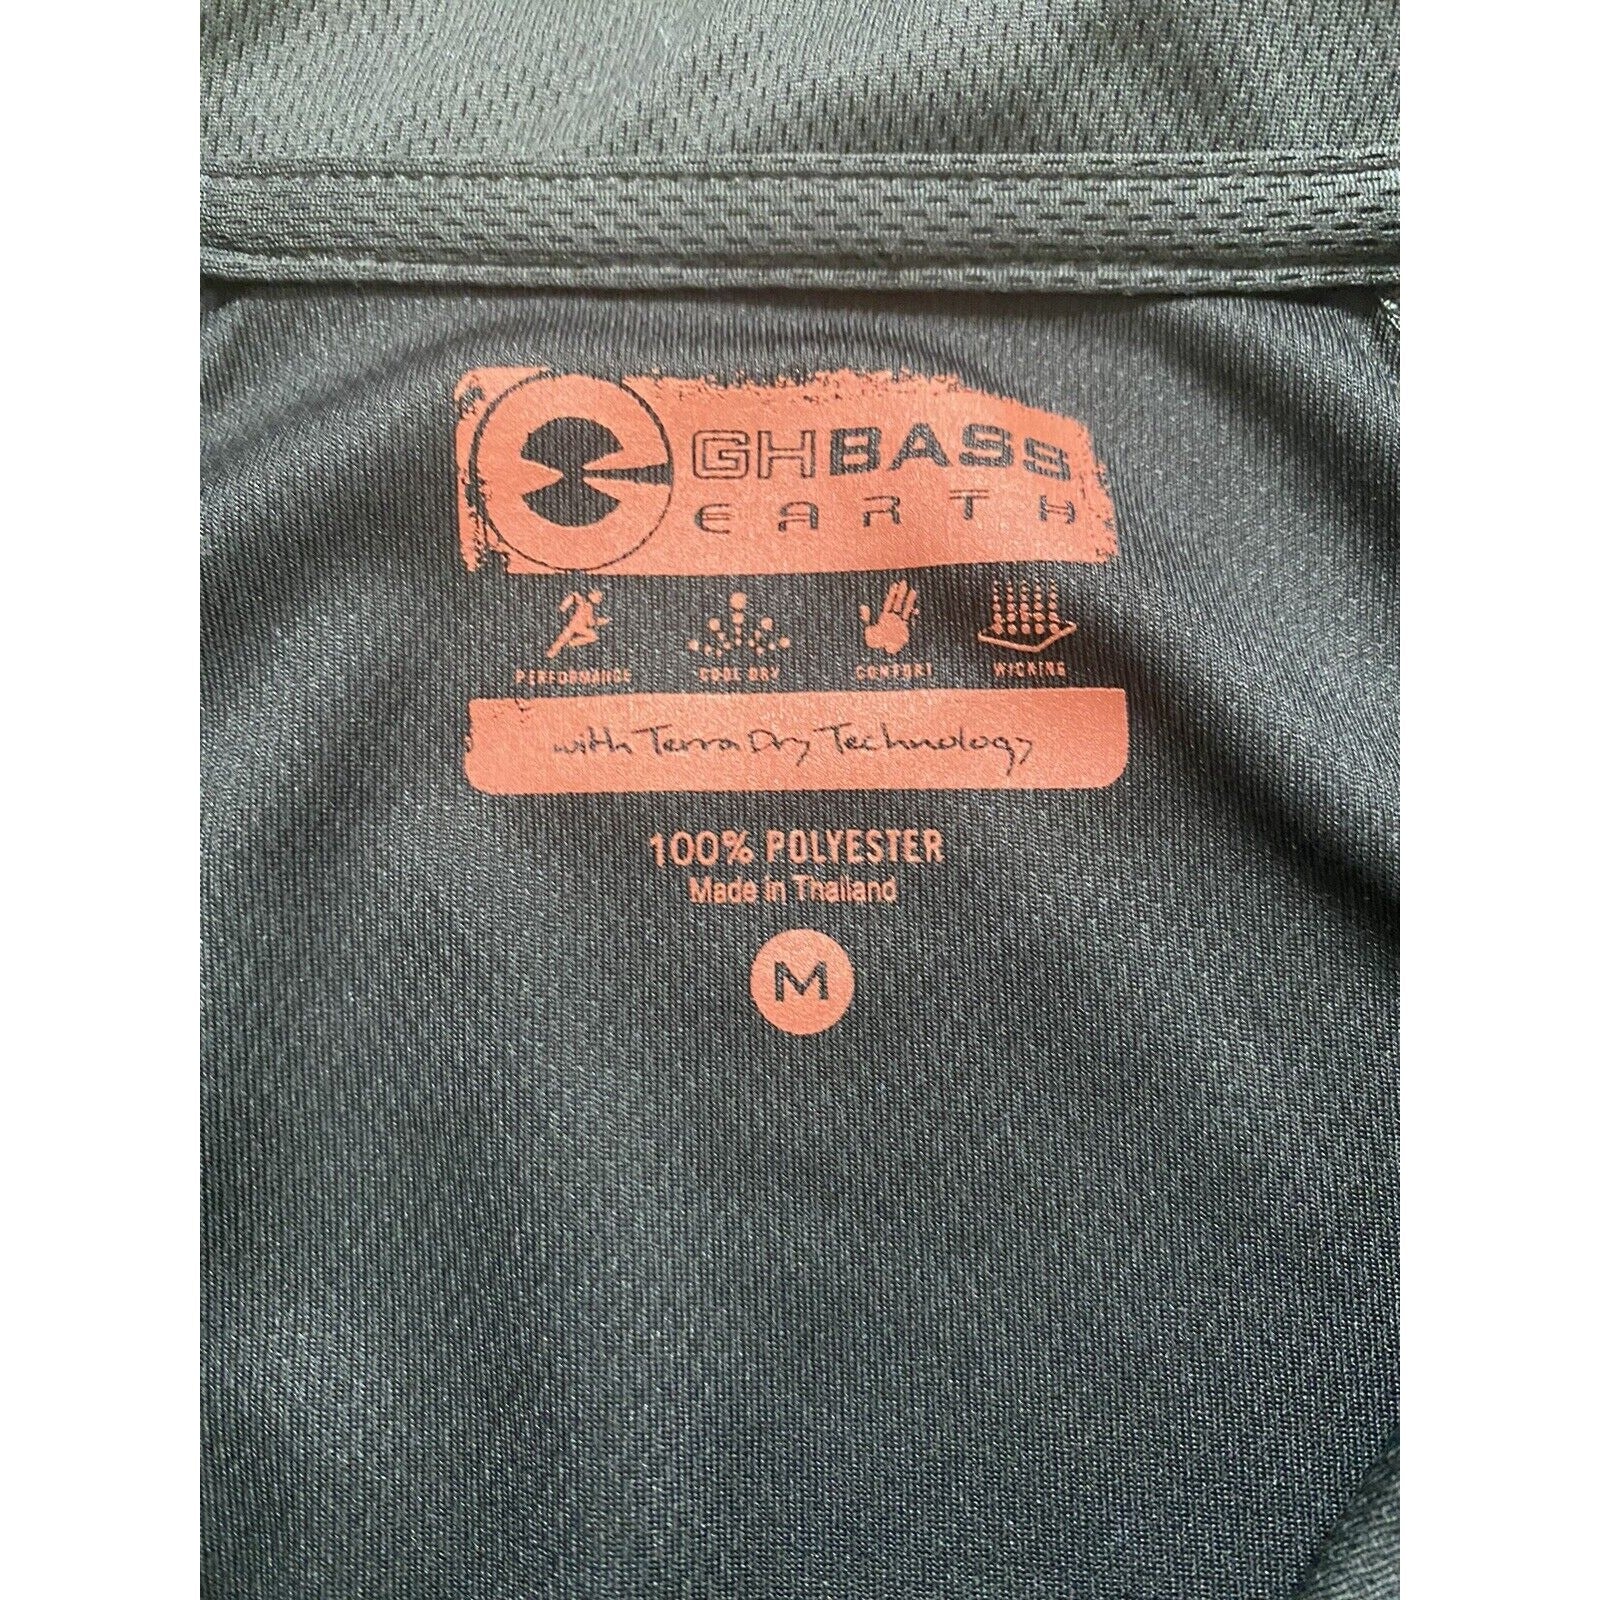 GHBASS
EARTH
PERFORMANCE COOL DRY COMFORT WICKING
with Terra Dry Technology
100% POLYESTER
Made in Thailand
M